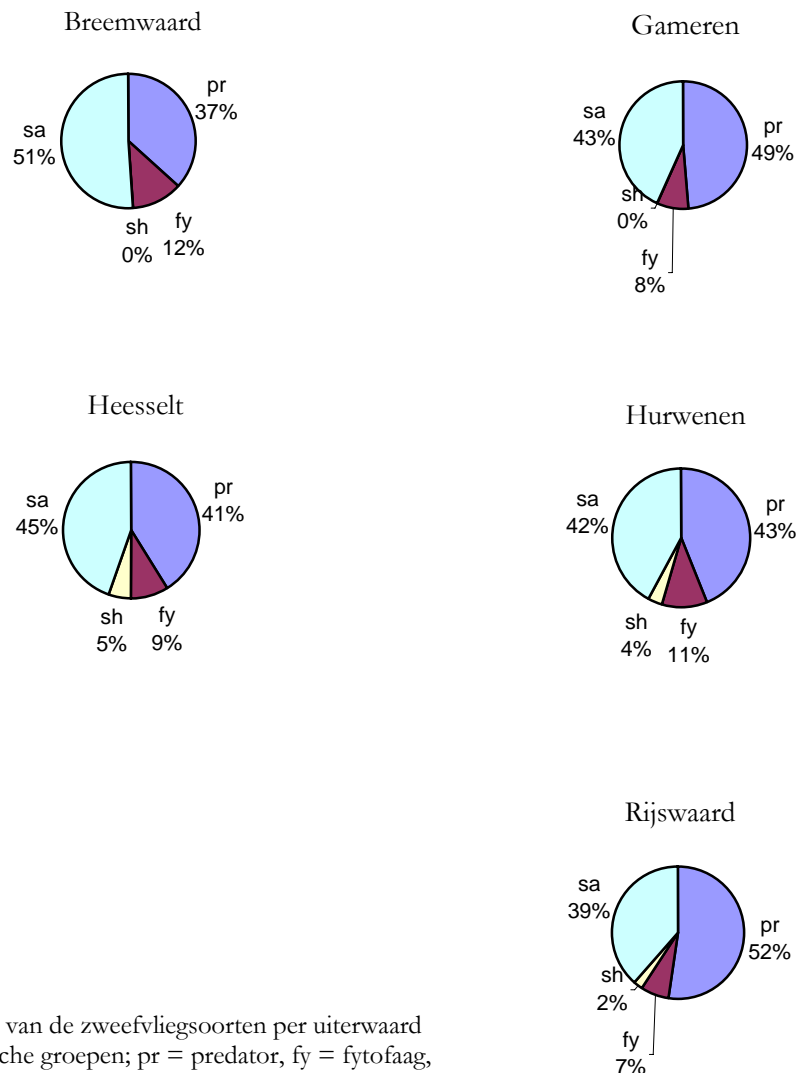 Breemwaard
pr
37%
sa
51%
sh
0%
fy
12%
Gameren
sa
43%
pr
49%
sh
0%
fy
8%
Heesselt
sa
45%
pr
41%
sh
5%
fy
9%
Hurwenen
sa
42%
pr
43%
sh
4%
fy
11%
Rijswaard
sa
39%
pr
52%
sh
2%
fy
7%
van de zweefvliegsoorten per uiterwaard
che groepen; pr = predator, fy = fytofaag,